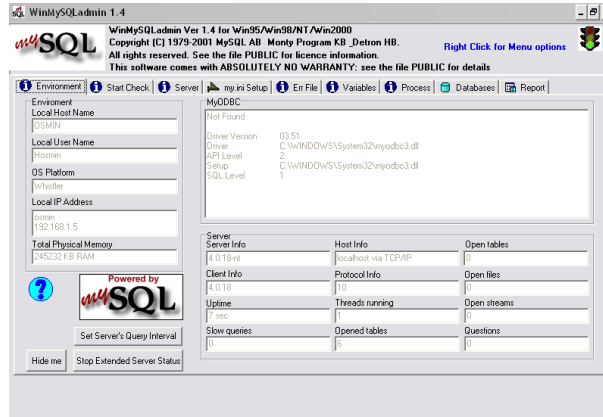 WinMySQLadmin 1.4
WinMySQLadmin Ver 1.4 for Win95/Win98/NT/Win2000
Copyright (C) 1979-2001 MySQL AB Monty Program KB _Detron HB.
All rights reserved. See the file PUBLIC for licence information.
This software comes with ABSOLUTELY NO WARRANTY: see the file PUBLIC for details
mySQL
Right Click for Menu options
Environment
Start Check
Server
my.ini Setup
Err File
Variables
Process
Databases
Report
Enviroment
Local Host Name
OSMIN
Local User Name
Hosmin
OS Platform
Whistler
Local IP Address
osmin
192.168.1.5
Total Physical Memory
245232 KB RAM
Powered by
mySQL
Set Server's Query Interval
Hide me
Stop Extended Server Status
MyODBC
Not Found
Driver Version 03.51
Driver C:\WINDOWS\System32\myodbc3.dll
API Level 2
Setup C:\WINDOWS\System32\myodbc3.dll
SQL Level 1
Server
Server Info
4.0.18-nt
Host Info
localhost via TCP/IP
Open tables
0
Client Info
4.0.18
Protocol Info
10
Open files
0
Uptime
7 sec
Threads running
1
Open streams
0
Slow queries
0
Opened tables
6
Questions
0